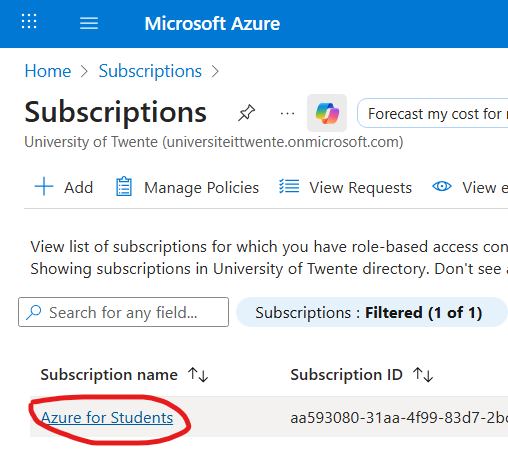 Microsoft Azure
Home > Subscriptions >
Subscriptions
Forecast my cost for
University of Twente (universiteittwente.onmicrosoft.com)
Add Manage Policies View Requests View
View list of subscriptions for which you have role-based access
Showing subscriptions in University of Twente directory. Don't see
Search for any field... Subscriptions : Filtered (1 of 1)
Subscription name Subscription ID
Azure for Students aa593080-31aa-4f99-83d7-2b